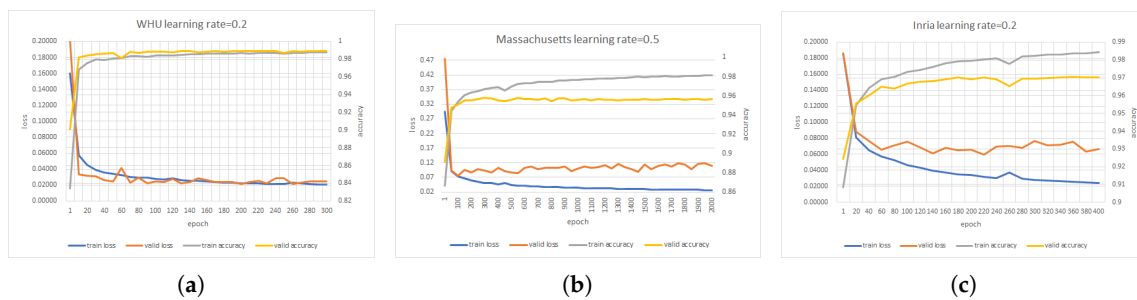 WHU learning rate=0.2
0.20000
0.18000
0.16000
0.14000
0.12000
0.10000
0.08000
0.06000
0.04000
0.02000
0.00000
loss
1
0.98
0.96
0.94
0.92
0.9
0.88
0.86
0.84
0.82
accuracy
1 20 40 60 80 100 120 140 160 180 200 220 240 260 280 300
epoch
train loss valid loss train accuracy valid accuracy
(a)
Massachusetts learning rate=0.5
0.47
0.42
0.37
0.32
0.27
0.22
0.17
0.12
0.07
0.02
loss
1
0.98
0.96
0.94
0.92
0.9
0.88
0.86
accuracy
1 100 200 300 400 500 600 700 800 900 1000 1100 1200 1300 1400 1500 1600 1700 1800 1900 2000
epoch
train loss valid loss train accuracy valid accuracy
(b)
Inria learning rate=0.2
0.20000
0.18000
0.16000
0.14000
0.12000
0.10000
0.08000
0.06000
0.04000
0.02000
0.00000
loss
0.99
0.98
0.97
0.96
0.95
0.94
0.93
0.92
0.91
0.9
accuracy
1 20 40 60 80 100 120 140 160 180 200 220 240 260 280 300 320 340 360 380 400
epoch
train loss valid loss train accuracy valid accuracy
(c)